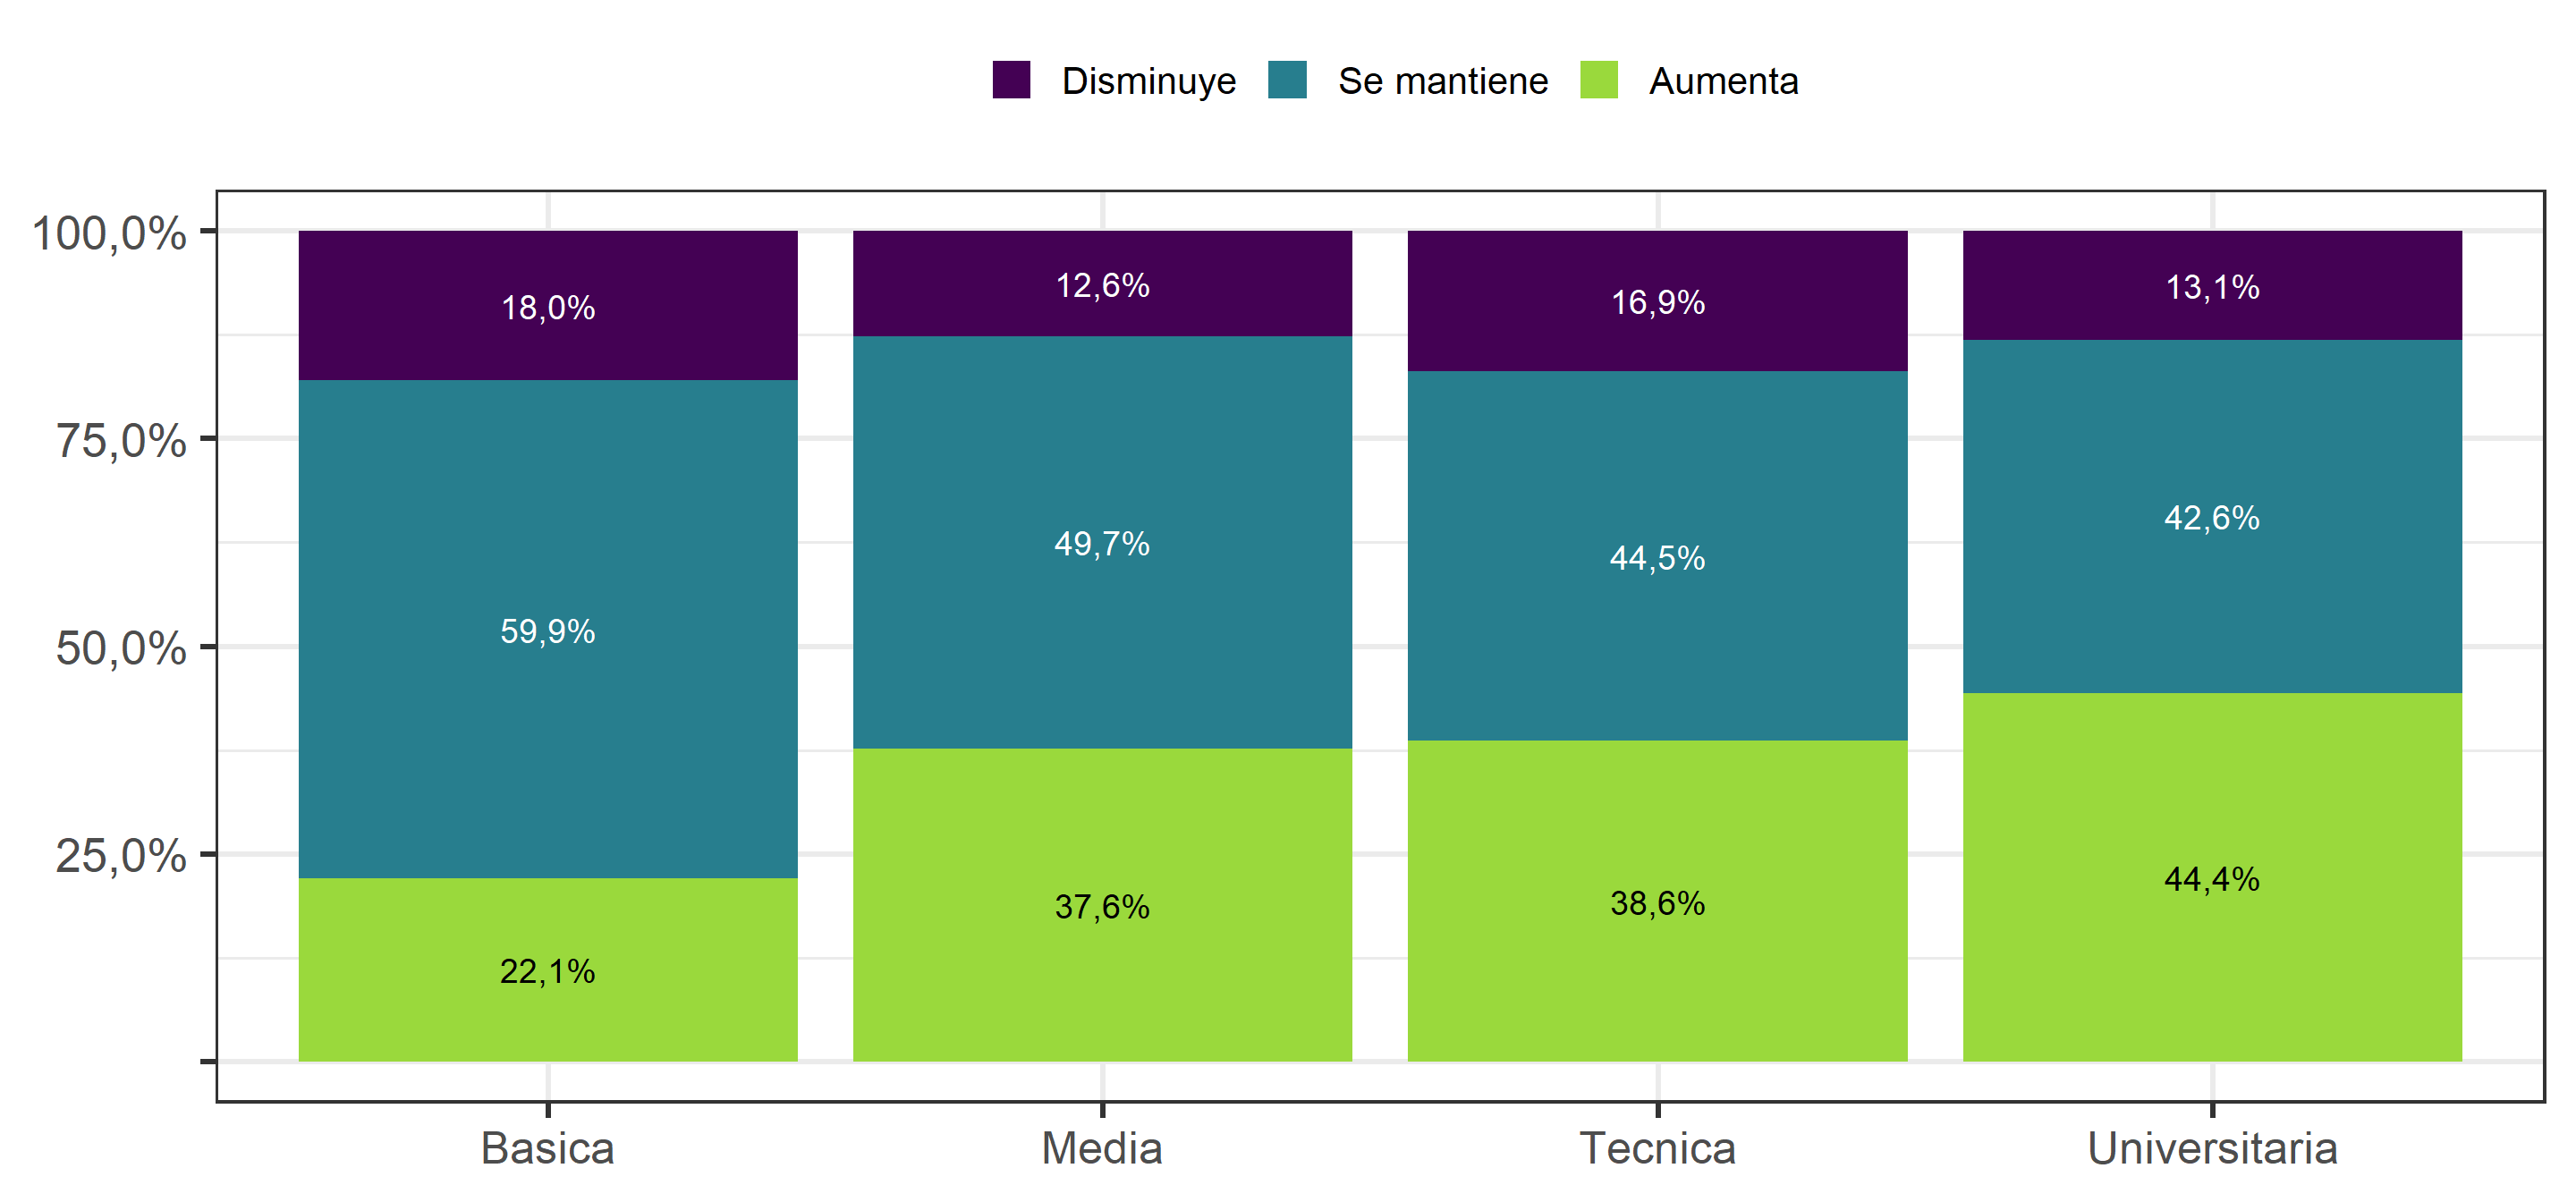 Disminuye Se mantiene Aumenta
100,0%
75,0%
50,0%
25,0%
18,0% 12,6% 16,9% 13,1%
59,9% 49,7% 44,5% 42,6%
22,1% 37,6% 38,6% 44,4%
Basica Media Tecnica Universitaria